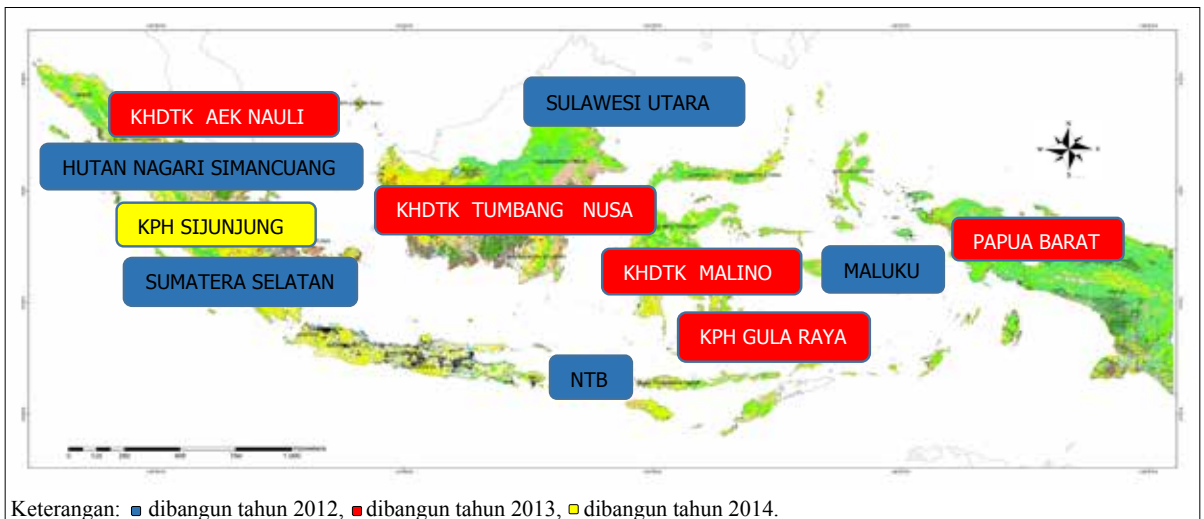 SULAWESI UTARA
KHDTK AEK NAULI
HUTAN NAGARI SIMANCUANG
KHDTK TUMBANG NUSA
KPH SIJUNJUNG
PAPUA BARAT
KHDTK MALINO
MALUKU
SUMATERA SELATAN
KPH GULA RAYA
NTB
Keterangan: dibangun tahun 2012, dibangun tahun 2013, dibangun tahun 2014.